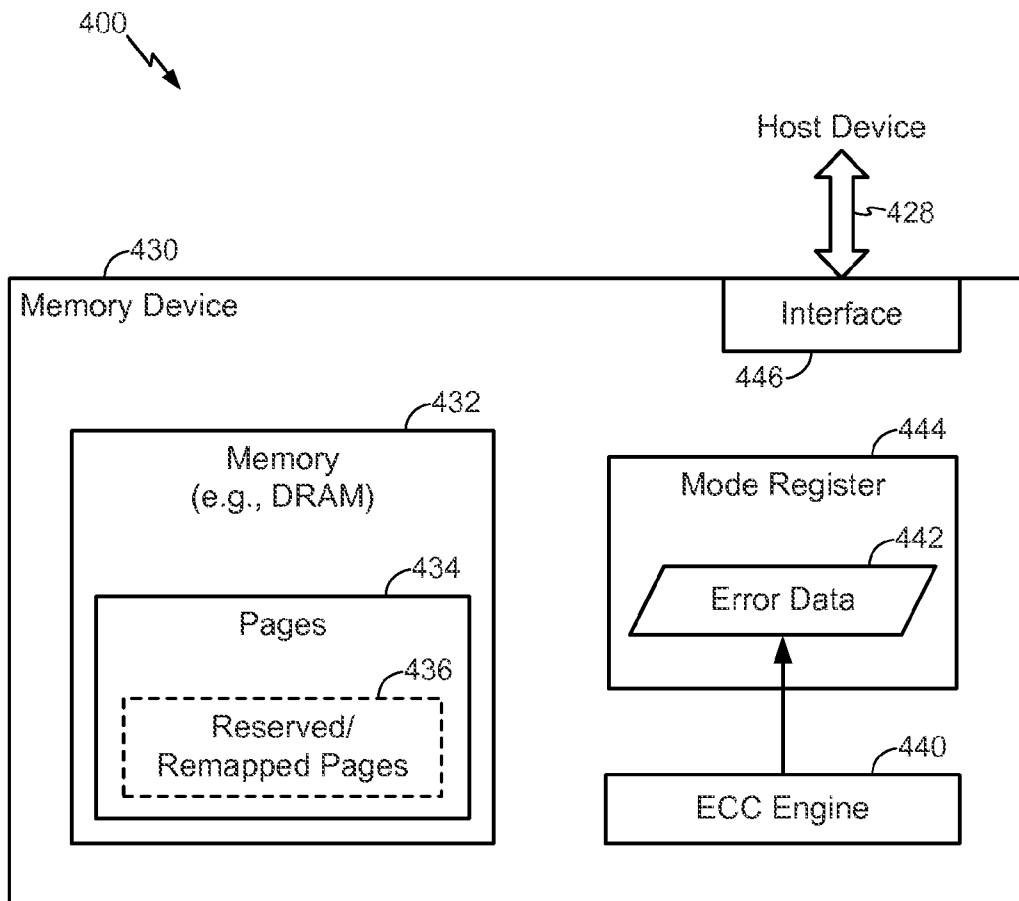 400
Host Device
428
430
Memory Device
Interface
446
432
Memory
(e.g., DRAM)
444
Mode Register
442
Error Data
434
Pages
436
Reserved/
Remapped Pages
440
ECC Engine